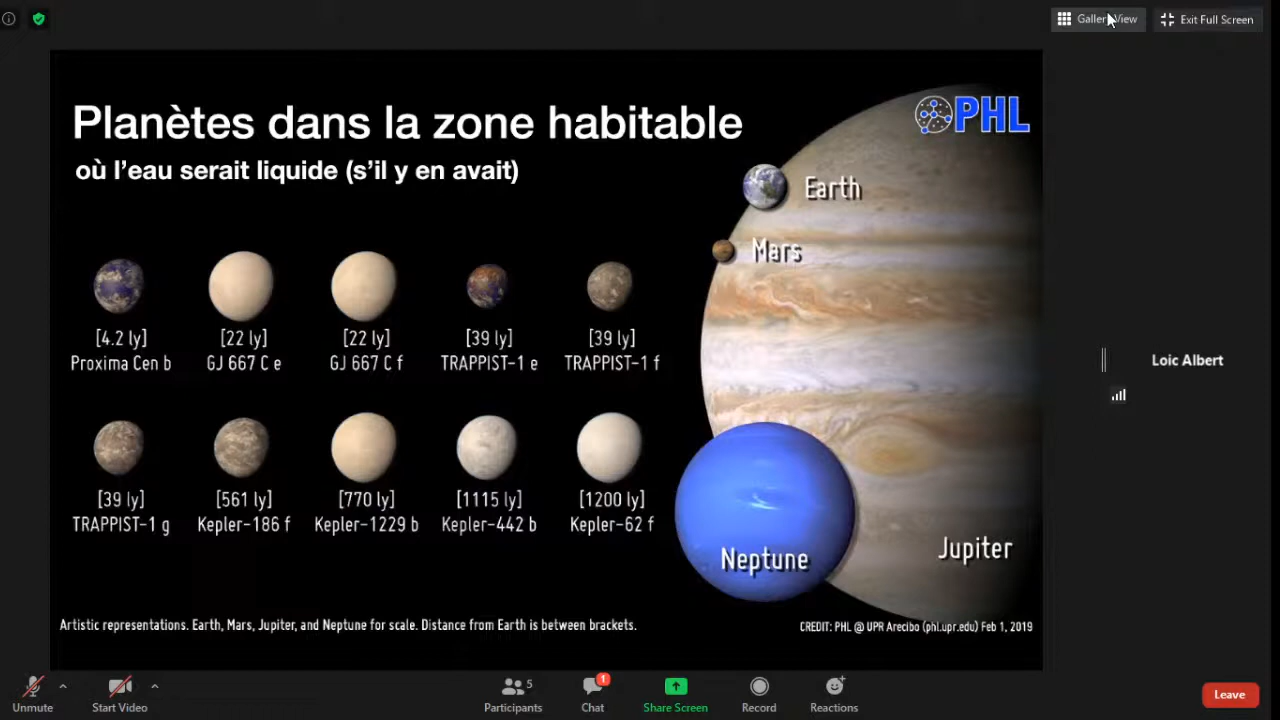 Gallery View
Exit Full Screen
Planètes dans la zone habitable
où l'eau serait liquide (s'il y en avait)
PHL
Earth
Mars
[4.2 ly]
Proxima Cen b
[22 ly]
GJ 667 C e
[22 ly]
GJ 667 C f
[39 ly]
TRAPPIST-1 e
[39 ly]
TRAPPIST-1 f
Loic Albert
[39 ly]
TRAPPIST-1 g
[561 ly]
Kepler-186 f
[770 ly]
Kepler-1229 b
[1115 ly]
Kepler-442 b
[1200 ly]
Kepler-62 f
Neptune
Jupiter
Artistic representations. Earth, Mars, Jupiter, and Neptune for scale. Distance from Earth is between brackets.
CREDIT: PHL @ UPR Arecibo (phl.upr.edu) Feb 1, 2019
Unmute
Start Video
5
Participants
1
Chat
Share Screen
Record
Reactions
Leave